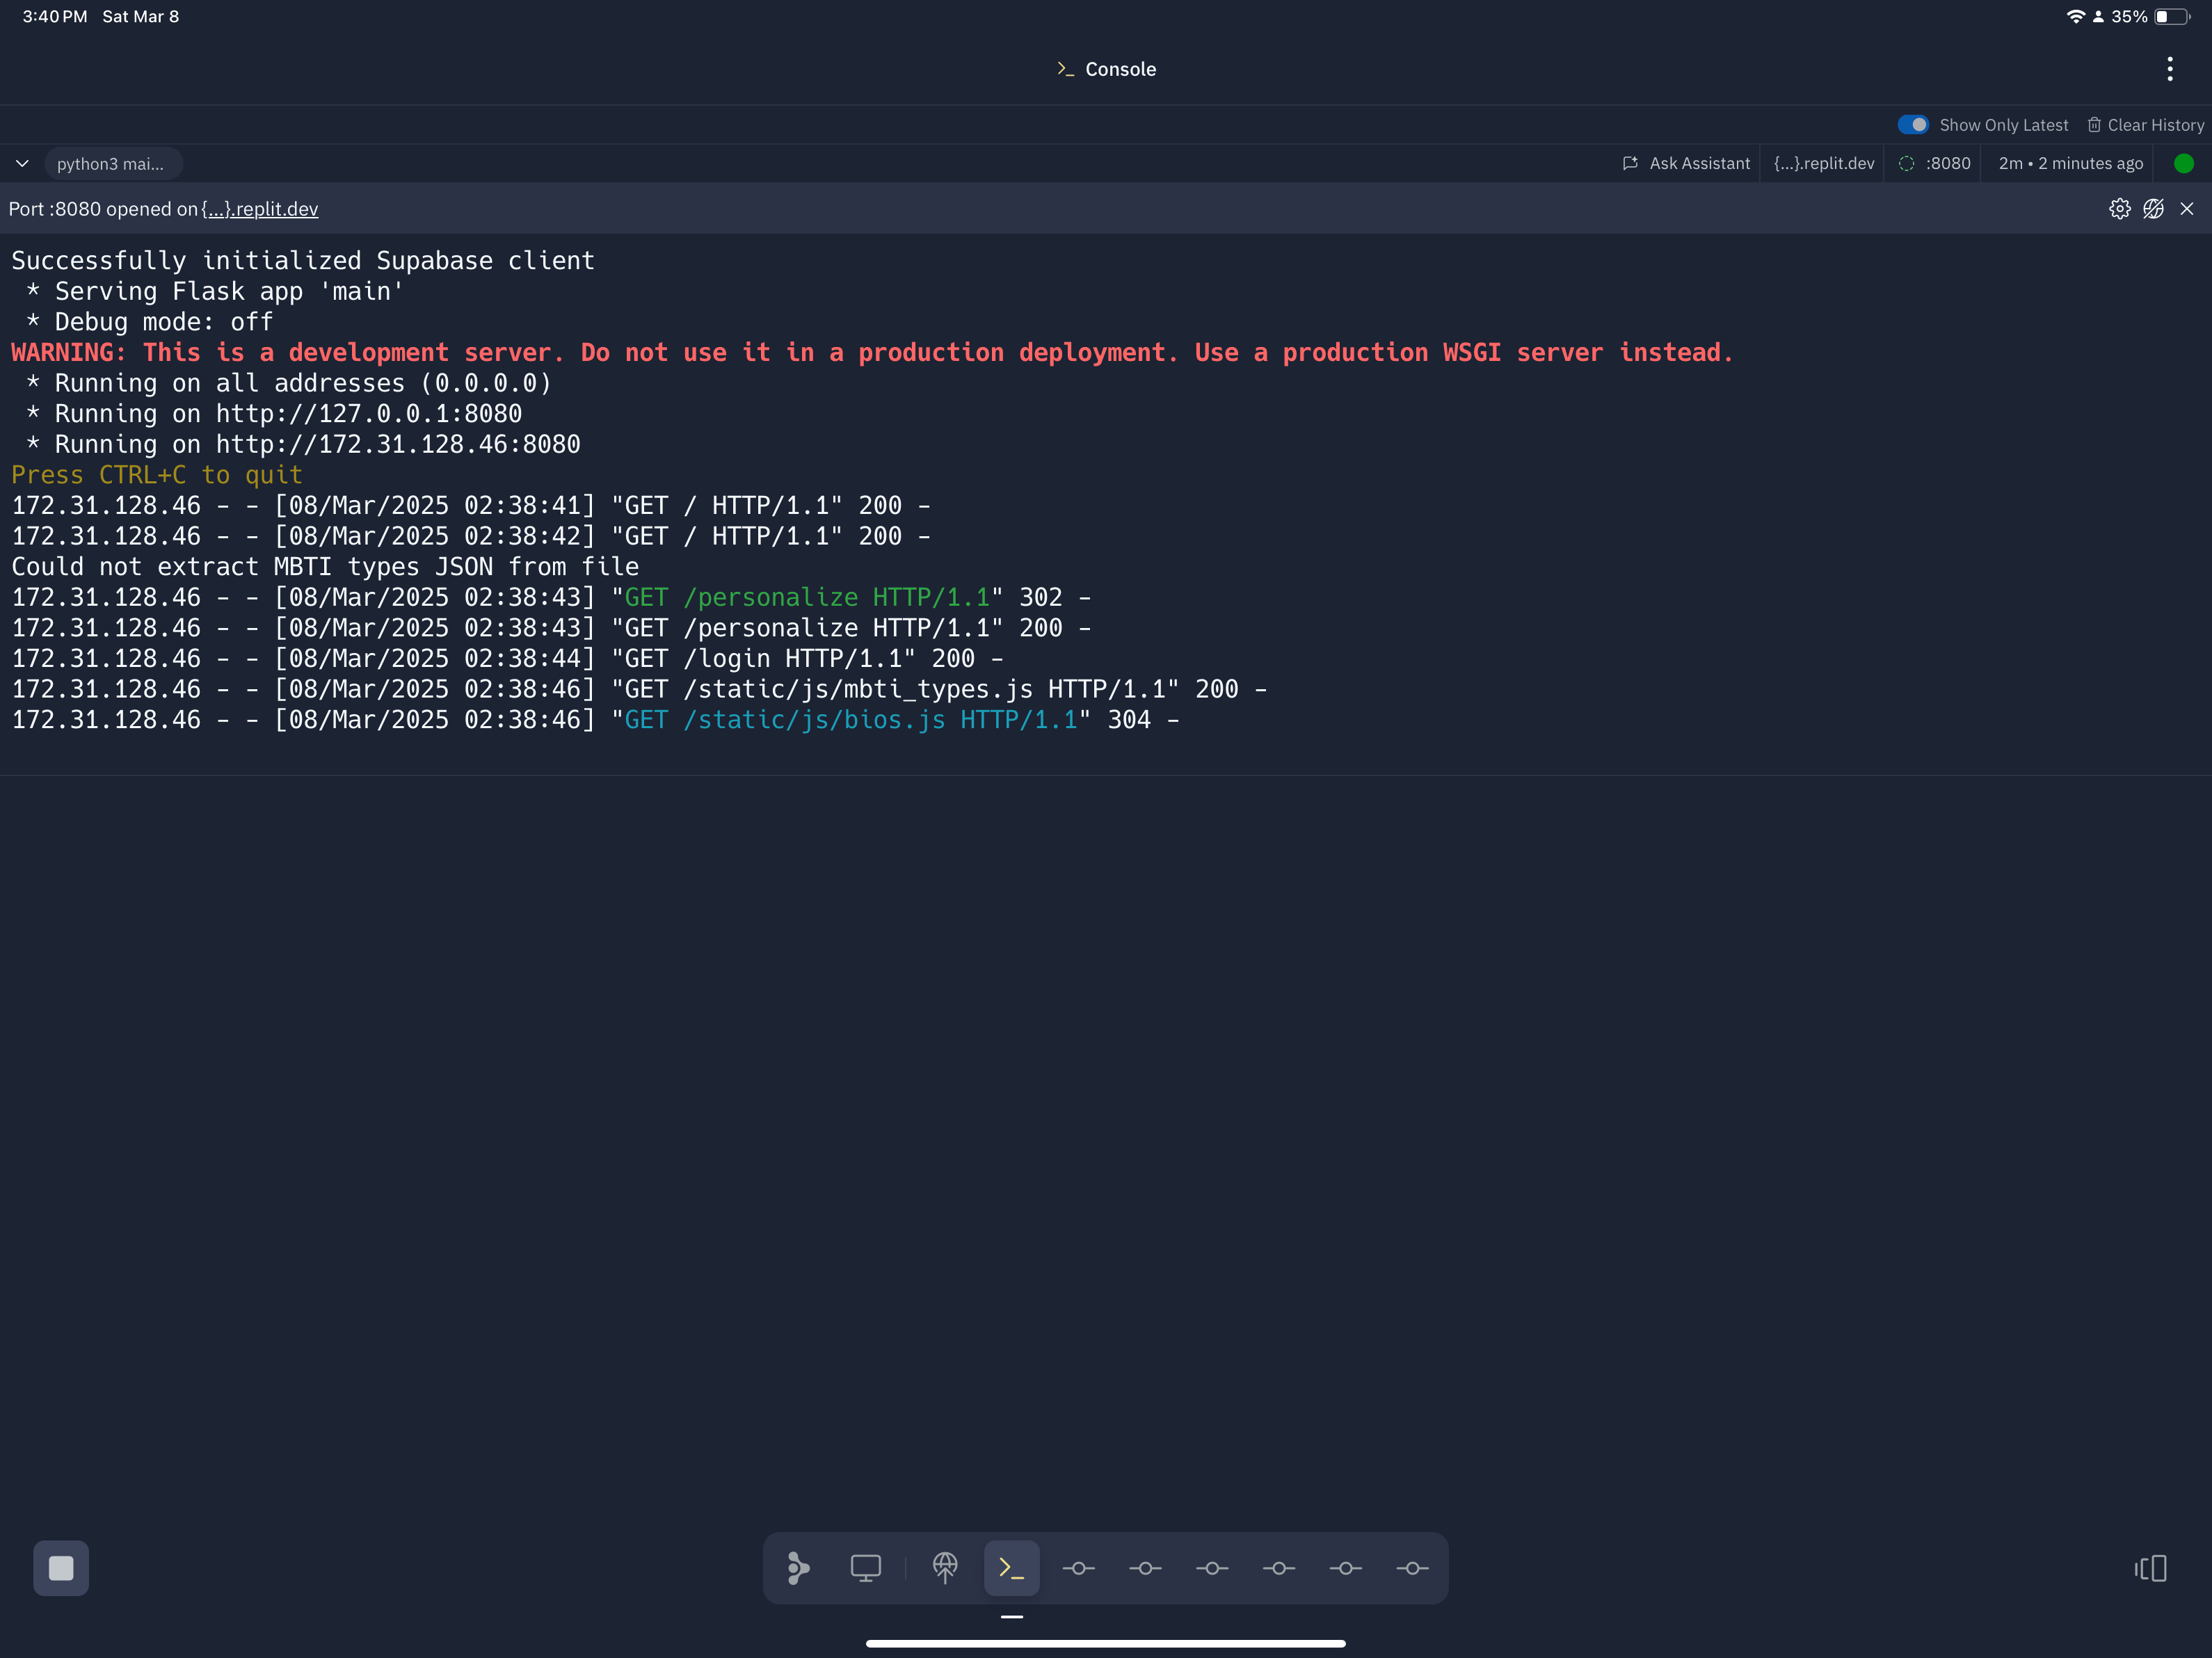 3:40 PM Sat Mar 8
35%
Console
Show Only Latest
Clear History
python3 mai...
Ask Assistant
{...}.replit.dev
:8080
2m • 2 minutes ago
Port :8080 opened on {...}.replit.dev
Successfully initialized Supabase client
* Serving Flask app 'main'
* Debug mode: off
WARNING: This is a development server. Do not use it in a production deployment. Use a production WSGI server instead.
* Running on all addresses (0.0.0.0)
* Running on http://127.0.0.1:8080
* Running on http://172.31.128.46:8080
Press CTRL+C to quit
172.31.128.46 - - [08/Mar/2025 02:38:41] "GET / HTTP/1.1" 200 -
172.31.128.46 - - [08/Mar/2025 02:38:42] "GET / HTTP/1.1" 200 -
Could not extract MBTI types JSON from file
172.31.128.46 - - [08/Mar/2025 02:38:43] "GET /personalize HTTP/1.1" 302 -
172.31.128.46 - - [08/Mar/2025 02:38:43] "GET /personalize HTTP/1.1" 200 -
172.31.128.46 - - [08/Mar/2025 02:38:44] "GET /login HTTP/1.1" 200 -
172.31.128.46 - - [08/Mar/2025 02:38:46] "GET /static/js/mbti_types.js HTTP/1.1" 200 -
172.31.128.46 - - [08/Mar/2025 02:38:46] "GET /static/js/bios.js HTTP/1.1" 304 -